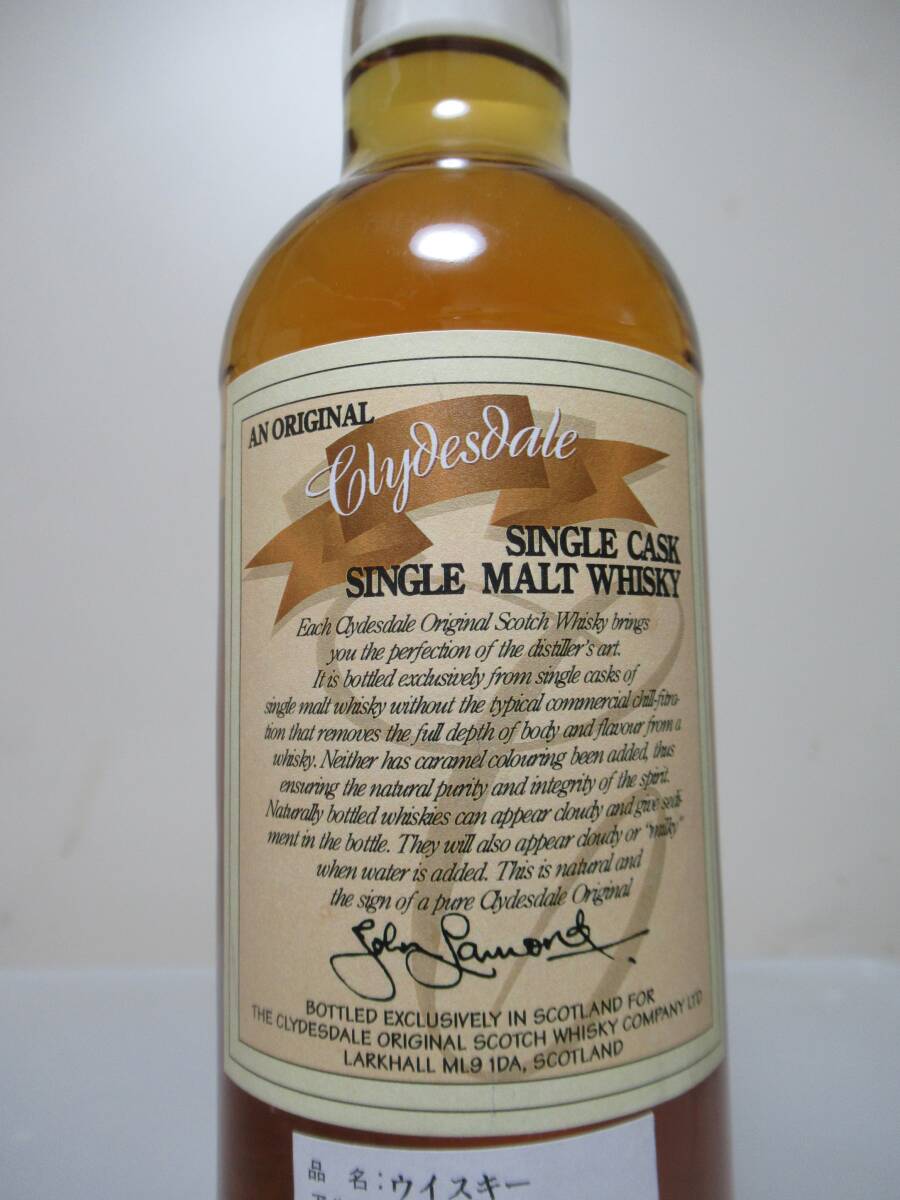 AN ORIGINAL
Clydesdale
SINGLE CASK
SINGLE MALT WHISKY
Each Clydesdale Original Scotch Whisky brings
you the perfection of the distiller's art.
It is bottled exclusively from single casks of
single malt whisky without the typical commercial chill-filtra-
tion that removes the full depth of body and flavour from a
whisky. Neither has caramel colouring been added, thus
ensuring the natural purity and integrity of the spirit.
Naturally bottled whiskies can appear cloudy and give sedi-
ment in the bottle. They will also appear cloudy or "milky"
when water is added. This is natural and
the sign of a pure Clydesdale Original
John Lamond.
BOTTLED EXCLUSIVELY IN SCOTLAND FOR
THE CLYDESDALE ORIGINAL SCOTCH WHISKY COMPANY LTD
LARKHALL ML9 1DA, SCOTLAND
品 名：ウイスキー